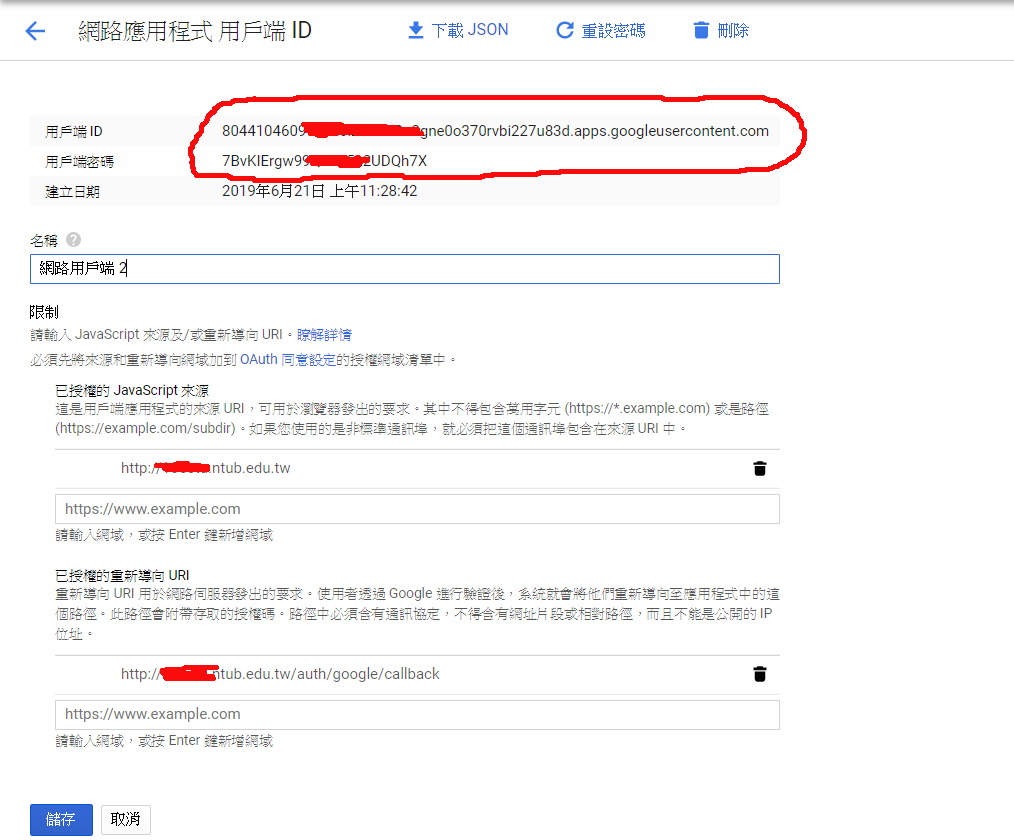 網路應用程式 用戶端 ID
下載 JSON
重設密碼
刪除
用戶端 ID
8044104609 gne0o370rvbi227u83d.apps.googleusercontent.com
用戶端密碼
7BvKIErgw99 UDQh7X
建立日期
2019年6月21日 上午11:28:42
名稱
網路用戶端 2
限制
請輸入 JavaScript 來源及/或重新導向 URI。瞭解詳情
必須先將來源和重新導向網域加到 OAuth 同意設定的授權網域清單中。
已授權的 JavaScript 來源
這是用戶端應用程式的來源 URI，可用於瀏覽器發出的要求。其中不得包含萬用字元 (https://*.example.com) 或是路徑
(https://example.com/subdir)。如果您使用的是非標準通訊埠，就必須把這個通訊埠包含在來源 URI 中。
http:/ .ntub.edu.tw
https://www.example.com
請輸入網域，或按 Enter 鍵新增網域
已授權的重新導向 URI
重新導向 URI 用於網路伺服器發出的要求。使用者透過 Google 進行驗證後，系統就會將他們重新導向至應用程式中的這
個路徑。此路徑會附帶存取的授權碼。路徑中必須含有通訊協定，不得含有網址片段或相對路徑，而且不能是公開的 IP
位址。
http:// ntub.edu.tw/auth/google/callback
https://www.example.com
請輸入網域，或按 Enter 鍵新增網域
儲存
取消